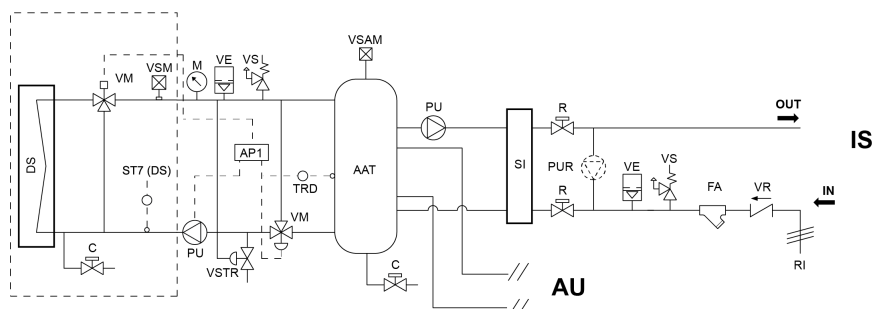 VSAM
VM
VSM
M
VE
VS
PU
R
OUT
IS
DS
ST7 (DS)
AP1
TRD
AAT
SI
PUR
VE
VS
FA
VR
IN
R
VM
C
PU
VSTR
C
AU
RI